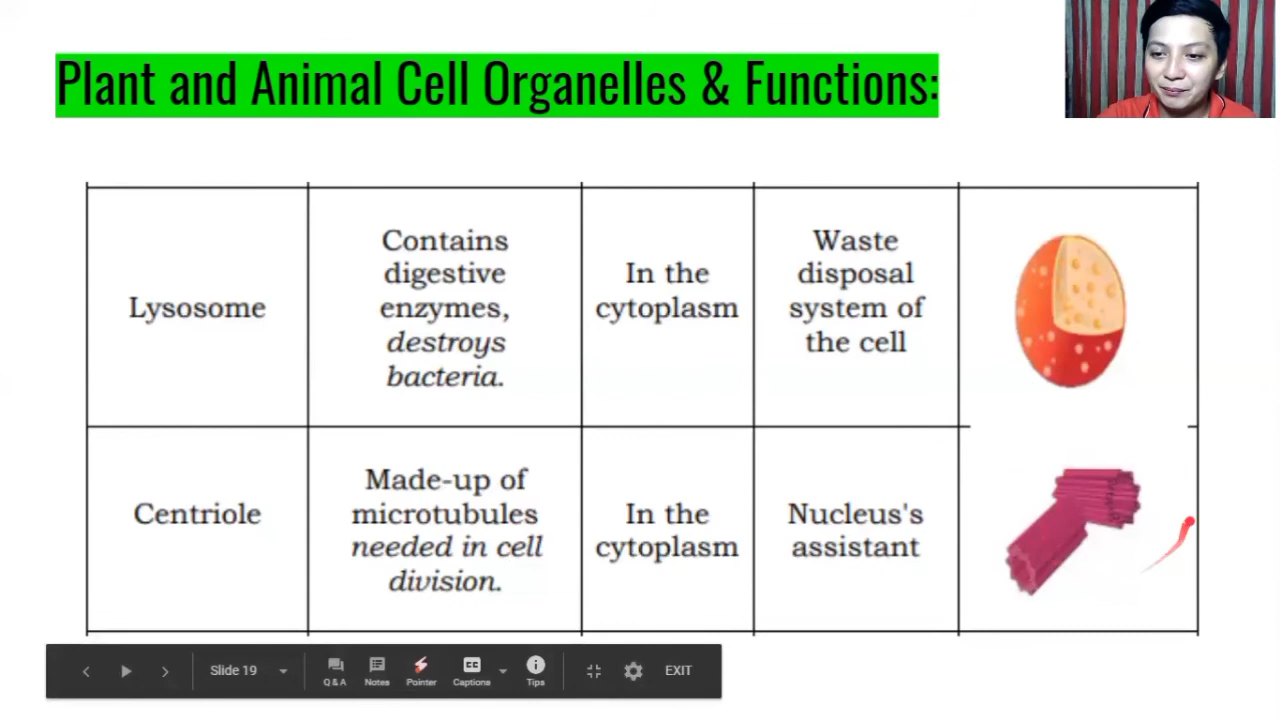 Plant and Animal Cell Organelles & Functions:
Lysosome
Contains
digestive
enzymes,
destroys
bacteria.
In the
cytoplasm
Waste
disposal
system of
the cell
Centriole
Made-up of
microtubules
needed in cell
division.
In the
cytoplasm
Nucleus's
assistant
Slide 19
Q & A
Notes
Pointer
CC
Captions
Tips
EXIT